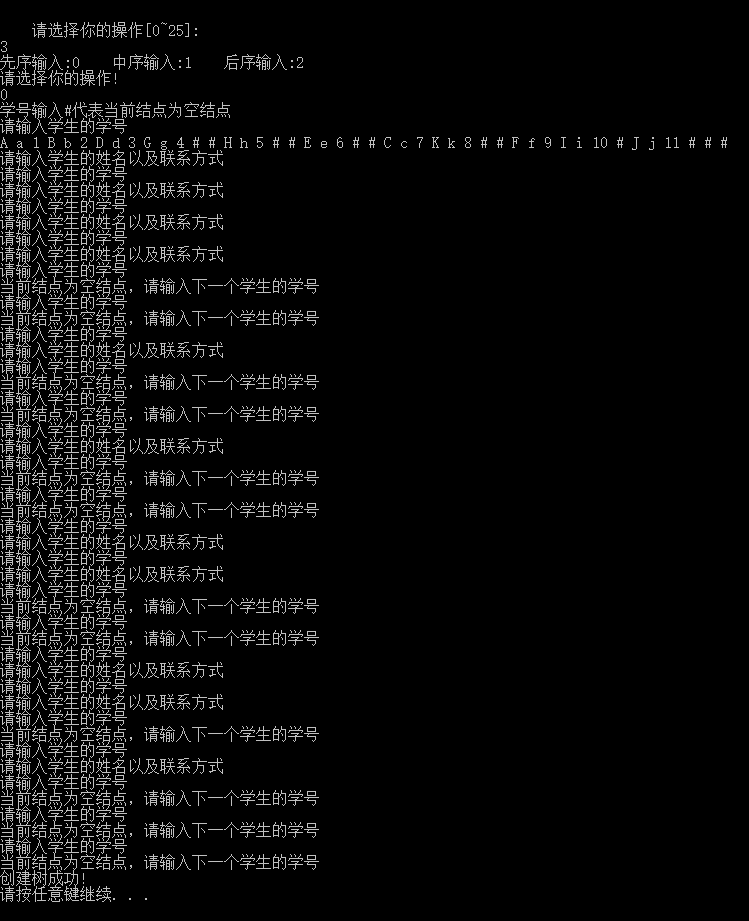 请选择你的操作[0~25]:
3
先序输入:0    中序输入:1    后序输入:2
请选择你的操作!
0
学号输入#代表当前结点为空结点
请输入学生的学号
A a 1 B b 2 D d 3 G g 4 # # H h 5 # # E e 6 # # C c 7 K k 8 # # F f 9 I i 10 # J j 11 # # #
请输入学生的姓名以及联系方式
请输入学生的学号
请输入学生的姓名以及联系方式
请输入学生的学号
请输入学生的姓名以及联系方式
请输入学生的学号
请输入学生的姓名以及联系方式
请输入学生的学号
当前结点为空结点，请输入下一个学生的学号
请输入学生的学号
当前结点为空结点，请输入下一个学生的学号
请输入学生的学号
请输入学生的姓名以及联系方式
请输入学生的学号
当前结点为空结点，请输入下一个学生的学号
请输入学生的学号
当前结点为空结点，请输入下一个学生的学号
请输入学生的学号
请输入学生的姓名以及联系方式
请输入学生的学号
当前结点为空结点，请输入下一个学生的学号
请输入学生的学号
当前结点为空结点，请输入下一个学生的学号
请输入学生的学号
请输入学生的姓名以及联系方式
请输入学生的学号
请输入学生的姓名以及联系方式
请输入学生的学号
当前结点为空结点，请输入下一个学生的学号
请输入学生的学号
当前结点为空结点，请输入下一个学生的学号
请输入学生的学号
请输入学生的姓名以及联系方式
请输入学生的学号
请输入学生的姓名以及联系方式
请输入学生的学号
当前结点为空结点，请输入下一个学生的学号
请输入学生的学号
请输入学生的姓名以及联系方式
请输入学生的学号
当前结点为空结点，请输入下一个学生的学号
请输入学生的学号
当前结点为空结点，请输入下一个学生的学号
请输入学生的学号
当前结点为空结点，请输入下一个学生的学号
创建树成功!
请按任意键继续. . .